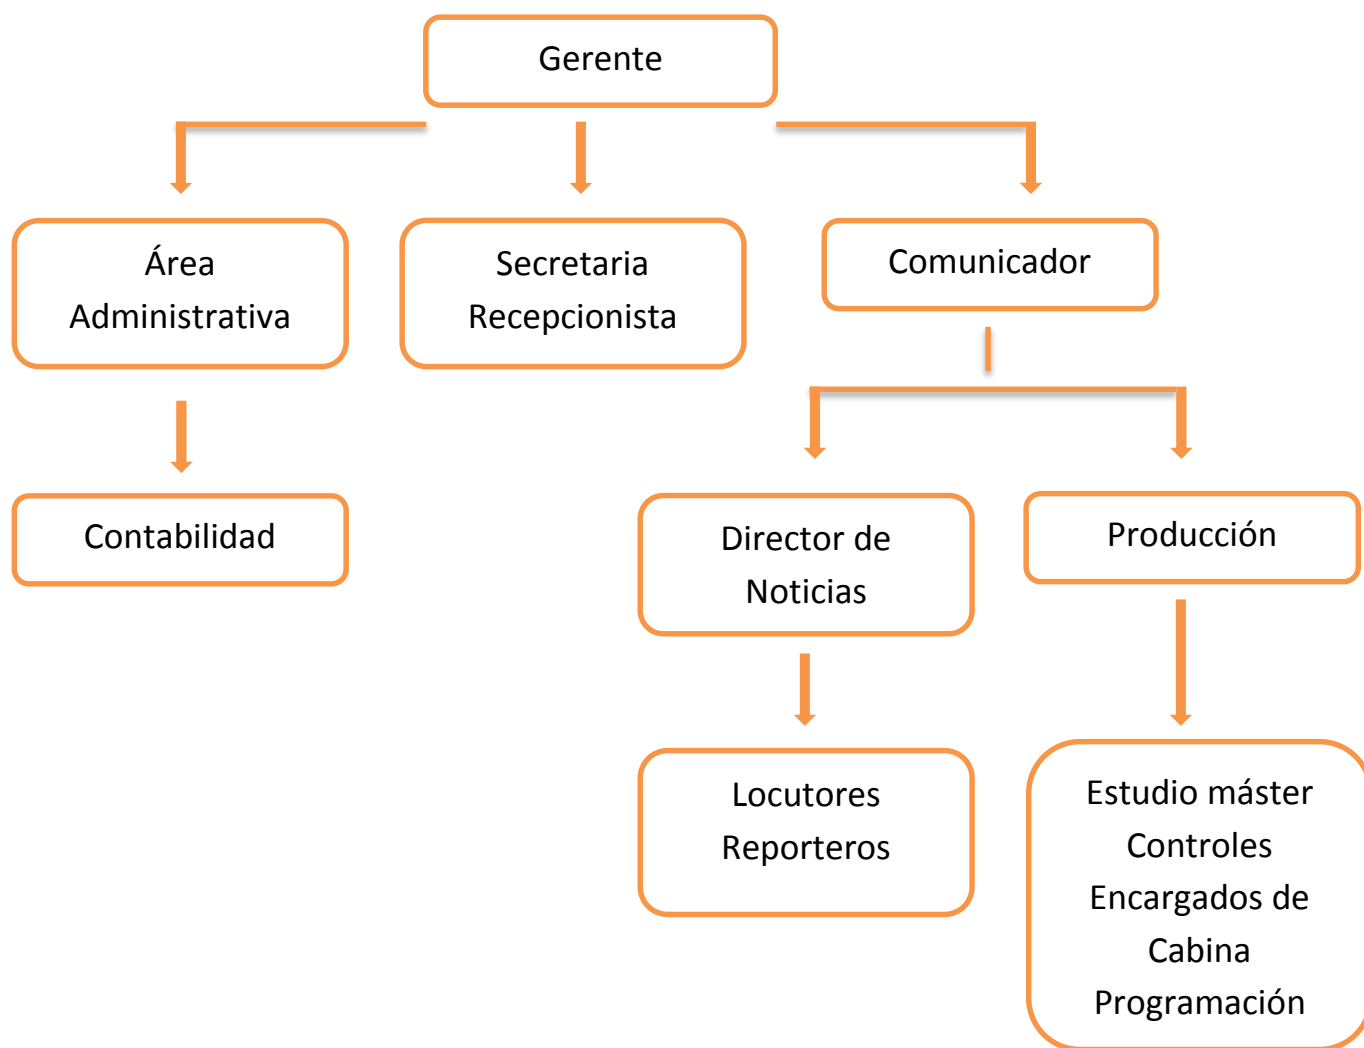 Gerente
Área
Administrativa
Secretaria
Recepcionista
Comunicador
Contabilidad
Director de
Noticias
Producción
Locutores
Reporteros
Estudio máster
Controles
Encargados de
Cabina
Programación